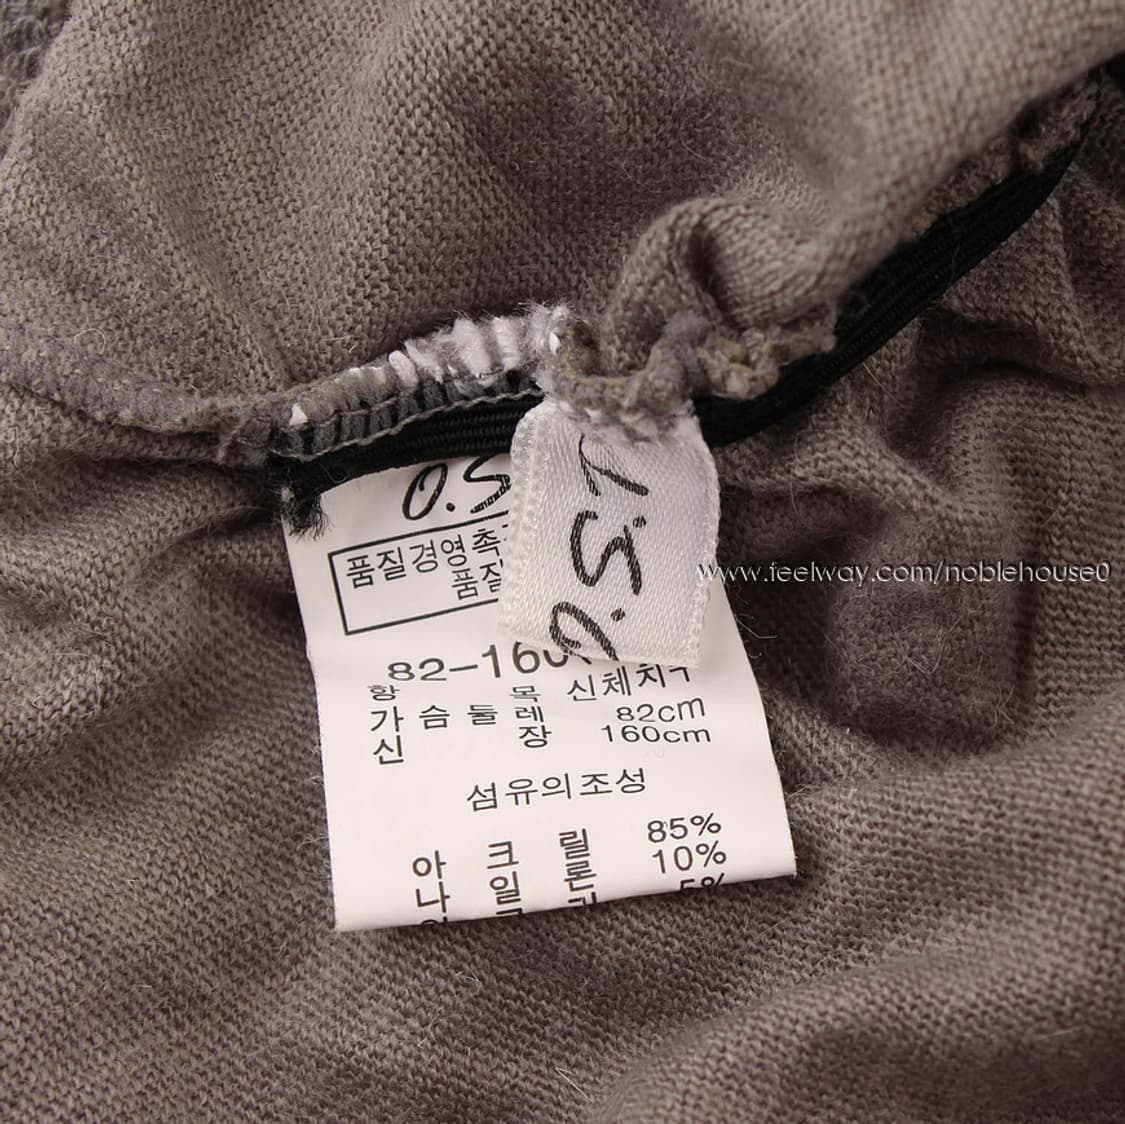 0.S
품질경영촉
품질
82-160
항 목 신체치수
가슴둘레 82cm
신장 160cm
섬유의조성
아크릴 85%
나일론 10%
5%
www.feelway.com/noblehouse0